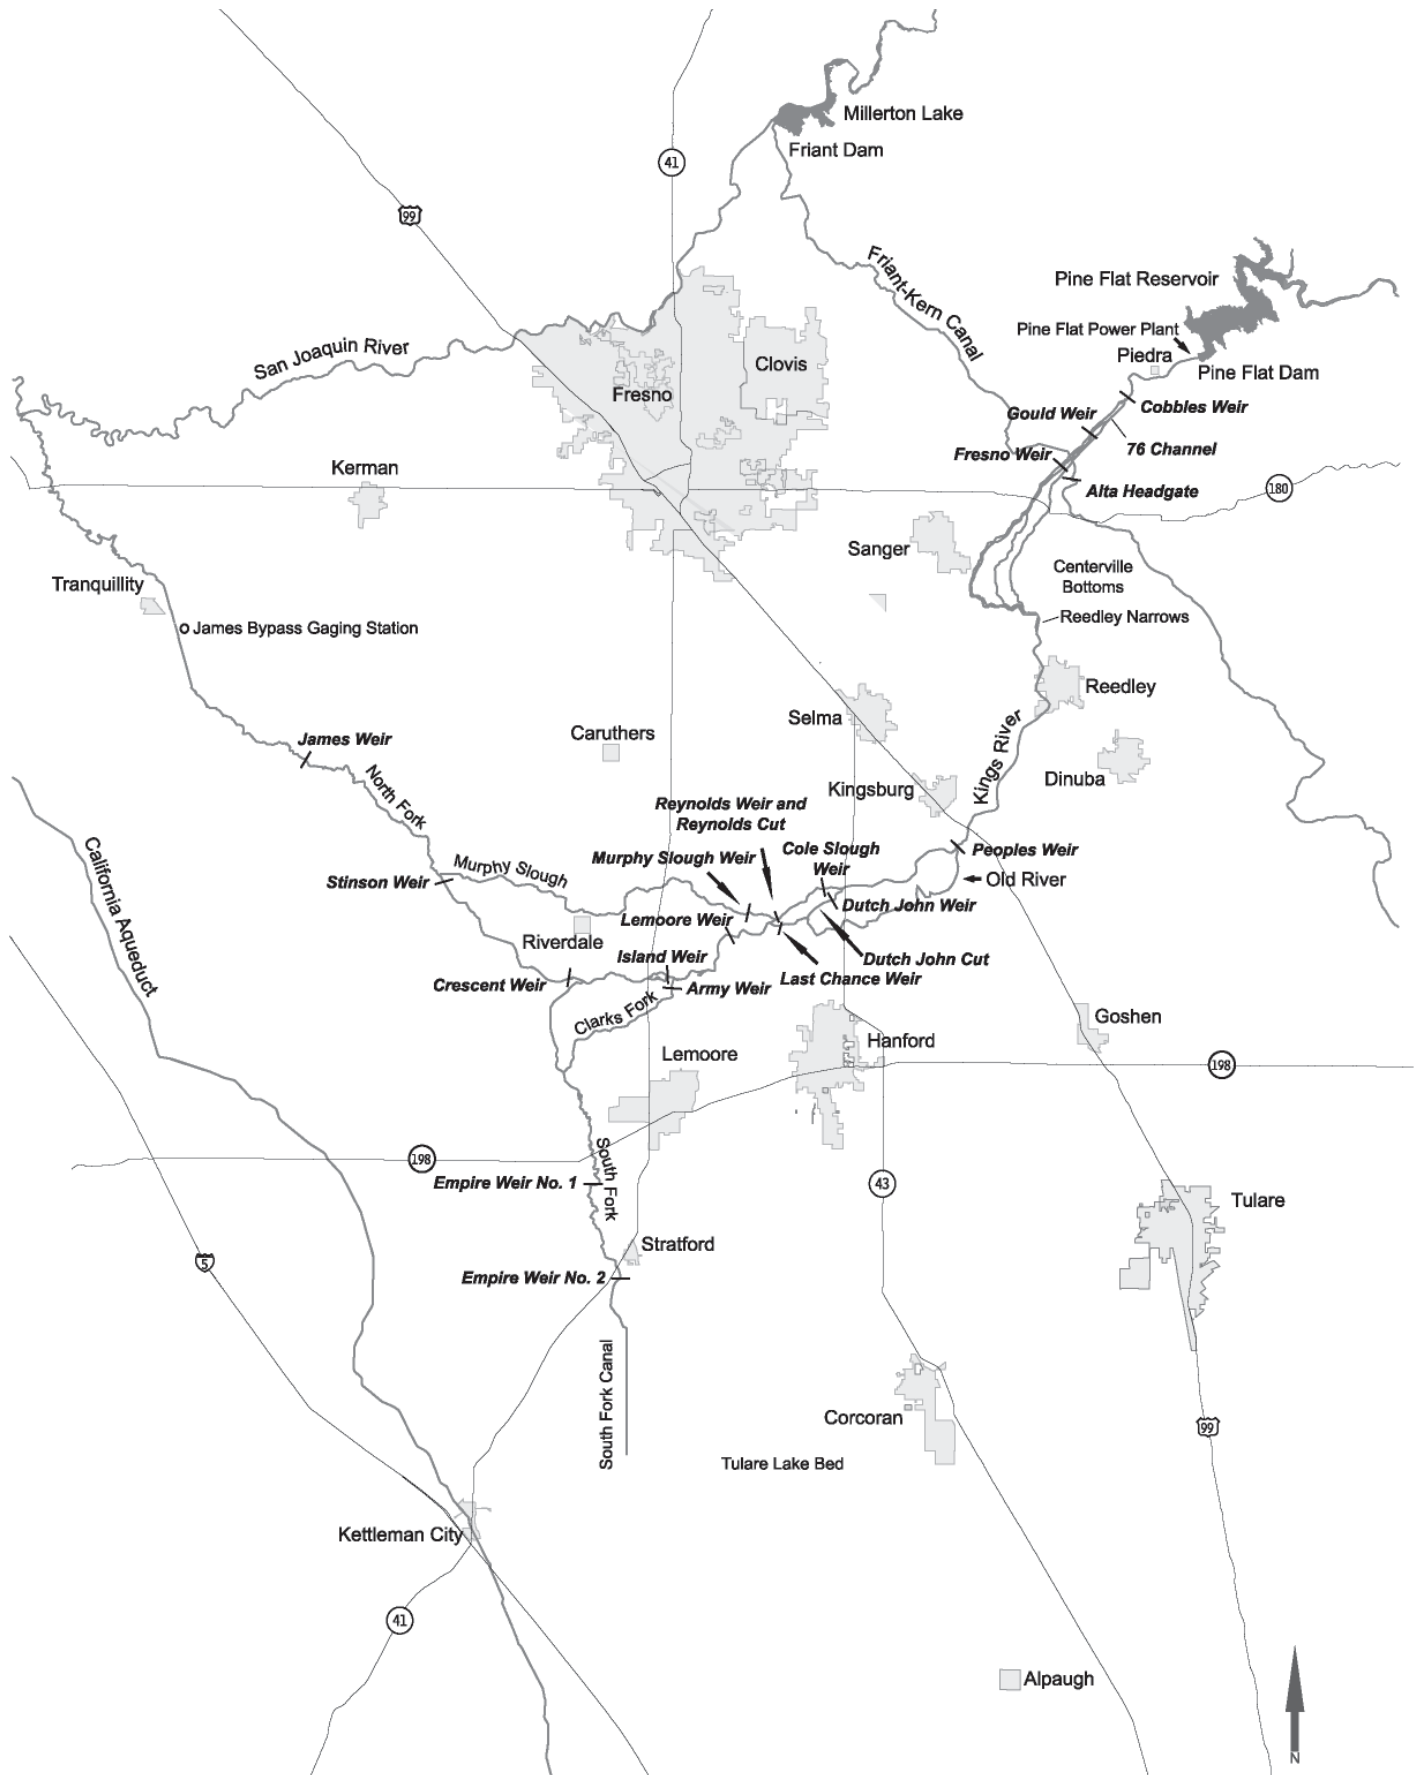 Millerton Lake
Friant Dam
41
99
Friant-Kern Canal
Pine Flat Reservoir
Pine Flat Power Plant
Piedra
Pine Flat Dam
San Joaquin River
Clovis
Fresno
Gould Weir
Cobbles Weir
76 Channel
Fresno Weir
Alta Headgate
180
Kerman
Sanger
Centerville
Bottoms
Tranquillity
Reedley Narrows
James Bypass Gaging Station
Reedley
Selma
Caruthers
James Weir
Kings River
Dinuba
Kingsburg
North Fork
Reynolds Weir and
Reynolds Cut
Cole Slough
Weir
Peoples Weir
Murphy Slough Weir
Murphy Slough
Stinson Weir
Old River
Dutch John Weir
California Aqueduct
Lemoore Weir
Riverdale
Island Weir
Dutch John Cut
Last Chance Weir
Crescent Weir
Army Weir
Clarks Fork
Goshen
Hanford
Lemoore
198
198
South Fork
Empire Weir No. 1
43
Tulare
Stratford
5
Empire Weir No. 2
South Fork Canal
Corcoran
99
Tulare Lake Bed
Kettleman City
41
Alpaugh
N